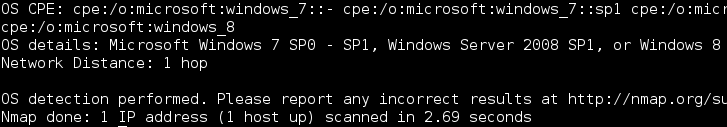 OS CPE: cpe:/o:microsoft:windows_7::- cpe:/o:microsoft:windows_7::sp1 cpe:/o:micr
cpe:/o:microsoft:windows_8
OS details: Microsoft Windows 7 SP0 - SP1, Windows Server 2008 SP1, or Windows 8
Network Distance: 1 hop
OS detection performed. Please report any incorrect results at http://nmap.org/su
Nmap done: 1 IP address (1 host up) scanned in 2.69 seconds